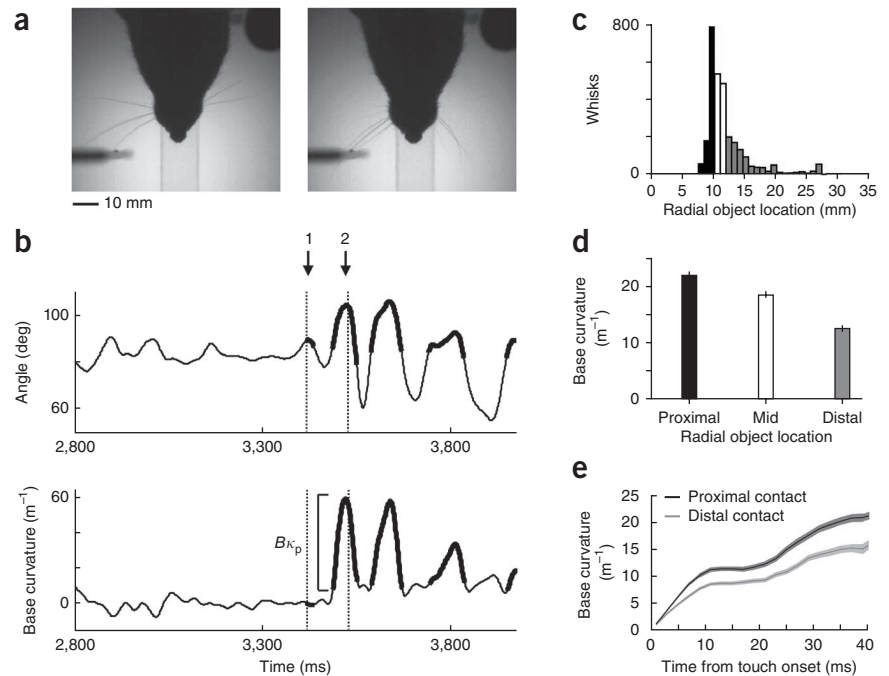 a
10 mm
b
1 2
100
60
Angle (deg)
2,800 3,300 3,800
60
0
Base curvature (m⁻¹)
Bκp
2,800 3,300 3,800
Time (ms)
c
800
0
Whisks
0 5 10 15 20 25 30 35
Radial object location (mm)
d
20
10
0
Base curvature
(m⁻¹)
Proximal Mid Distal
Radial object location
e
Proximal contact
Distal contact
25
20
15
10
5
0
Base curvature
(m⁻¹)
0 10 20 30 40
Time from touch onset (ms)